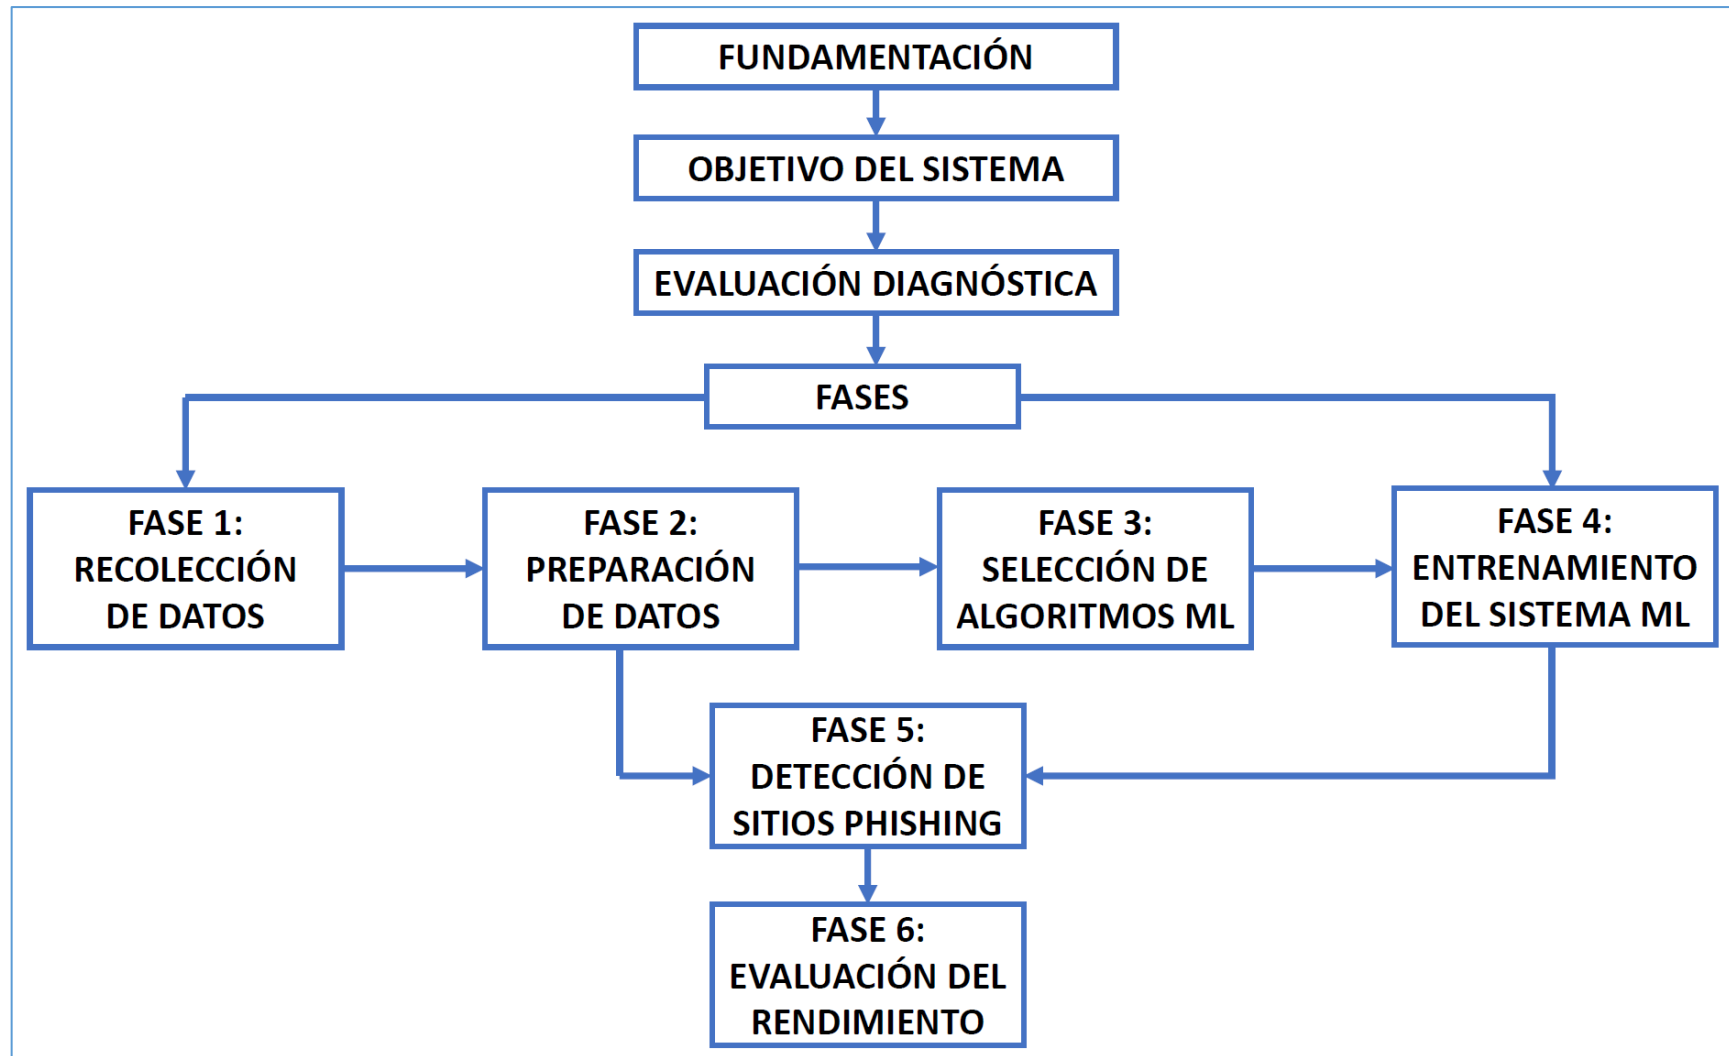 FUNDAMENTACIÓN
OBJETIVO DEL SISTEMA
EVALUACIÓN DIAGNÓSTICA
FASES
FASE 1:
RECOLECCIÓN
DE DATOS
FASE 2:
PREPARACIÓN
DE DATOS
FASE 3:
SELECCIÓN DE
ALGORITMOS ML
FASE 4:
ENTRENAMIENTO
DEL SISTEMA ML
FASE 5:
DETECCIÓN DE
SITIOS PHISHING
FASE 6:
EVALUACIÓN DEL
RENDIMIENTO